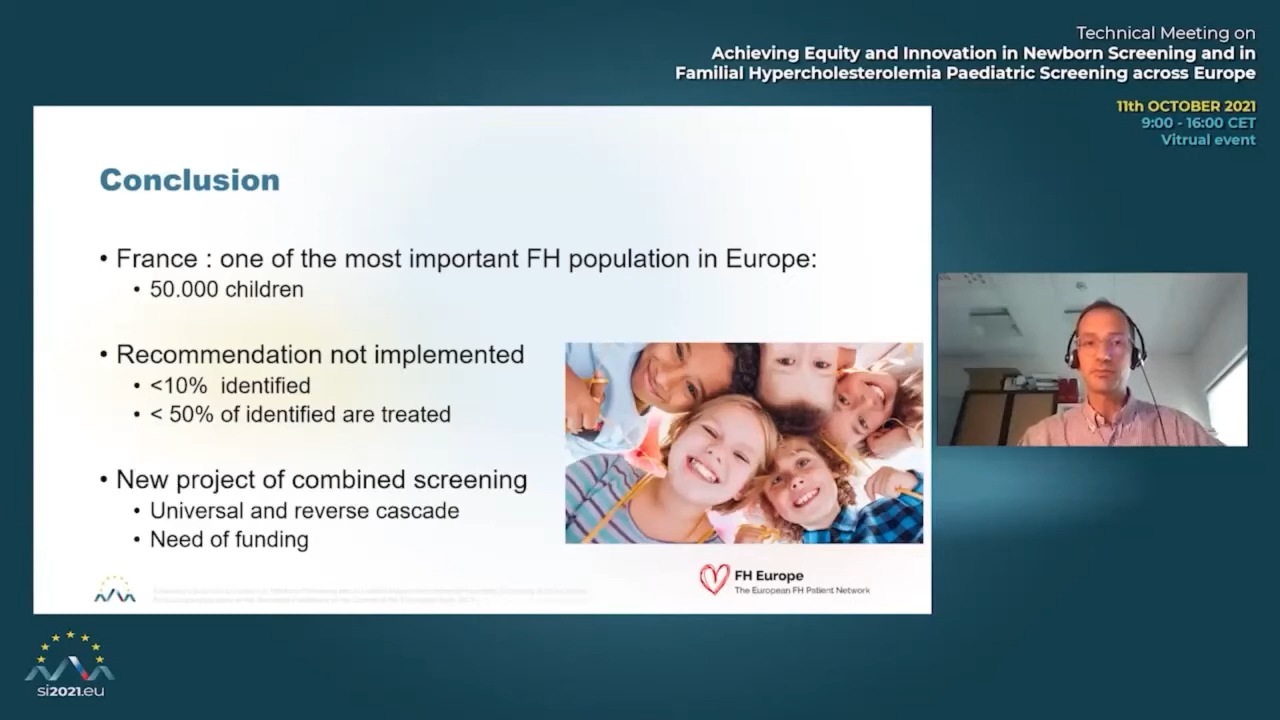 Technical Meeting on
Achieving Equity and Innovation in Newborn Screening and in
Familial Hypercholesterolemia Paediatric Screening across Europe
11th OCTOBER 2021
9:00 - 16:00 CET
Vitrual event
Conclusion
• France : one of the most important FH population in Europe:
• 50.000 children
• Recommendation not implemented
• <10% identified
• < 50% of identified are treated
• New project of combined screening
• Universal and reverse cascade
• Need of funding
FH Europe
The European FH Patient Network
si2021.eu